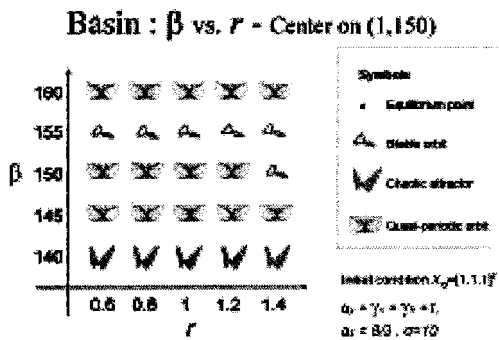 Basin : β vs. r - Center on (1,150)
Symbols
160
Equilibrium point
155
Stable orbit
β
150
Chaotic attractor
145
Quasi-periodic orbit
140
0.6 0.8 1 1.2 1.4
r
Initial condition